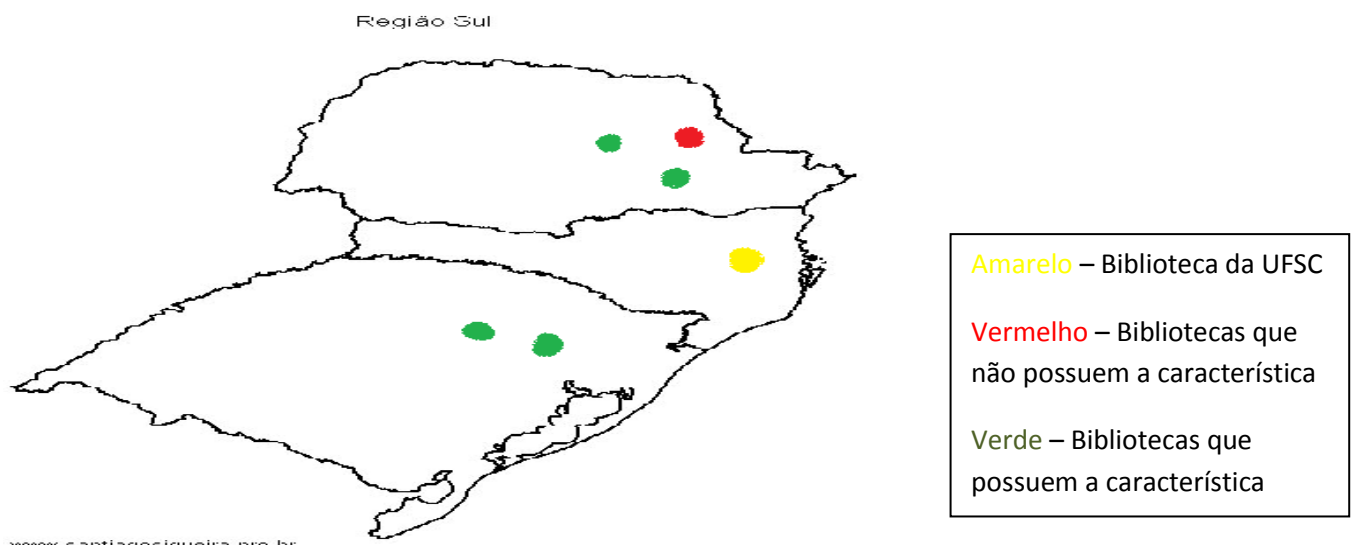 Região Sul
Amarelo – Biblioteca da UFSC
Vermelho – Bibliotecas que
não possuem a característica
Verde – Bibliotecas que
possuem a característica